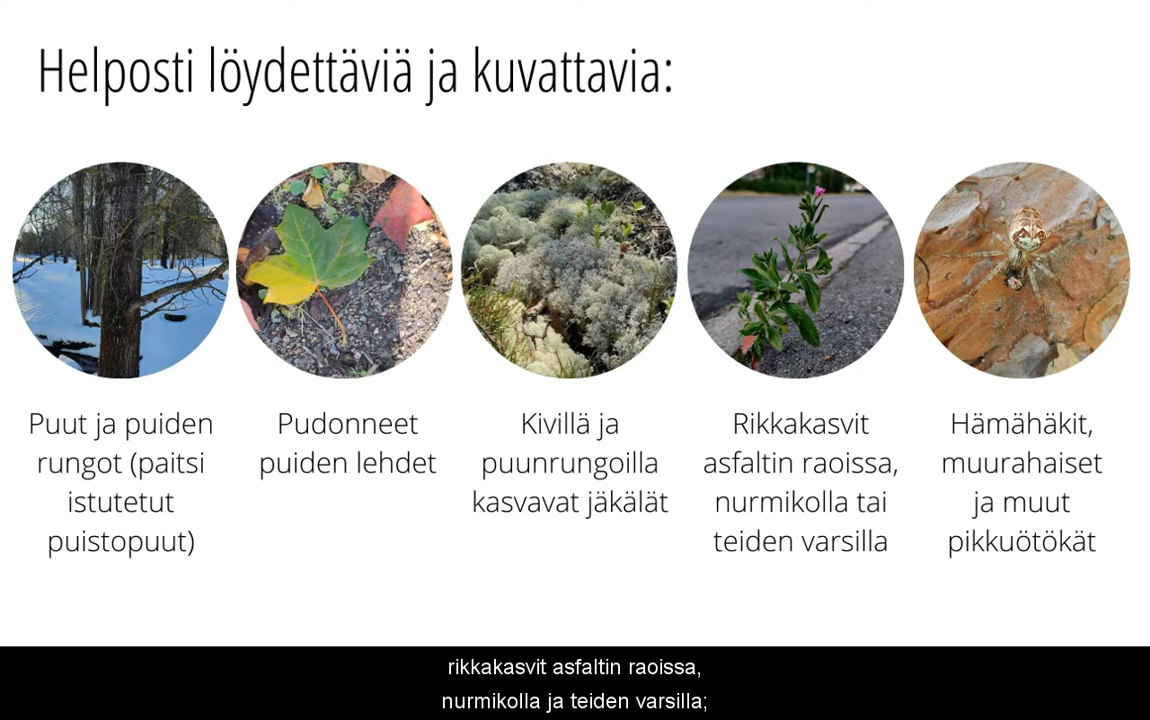 Helposti löydettäviä ja kuvattavia:
Puut ja puiden
rungot (paitsi
istutetut
puistopuut)
Pudonneet
puiden lehdet
Kivillä ja
puunrungoilla
kasvavat jäkälät
Rikkakasvit
asfaltin raoissa,
nurmikolla tai
teiden varsilla
Hämähäkit,
muurahaiset
ja muut
pikkuötökät
rikkakasvit asfaltin raoissa,
nurmikolla ja teiden varsilla;